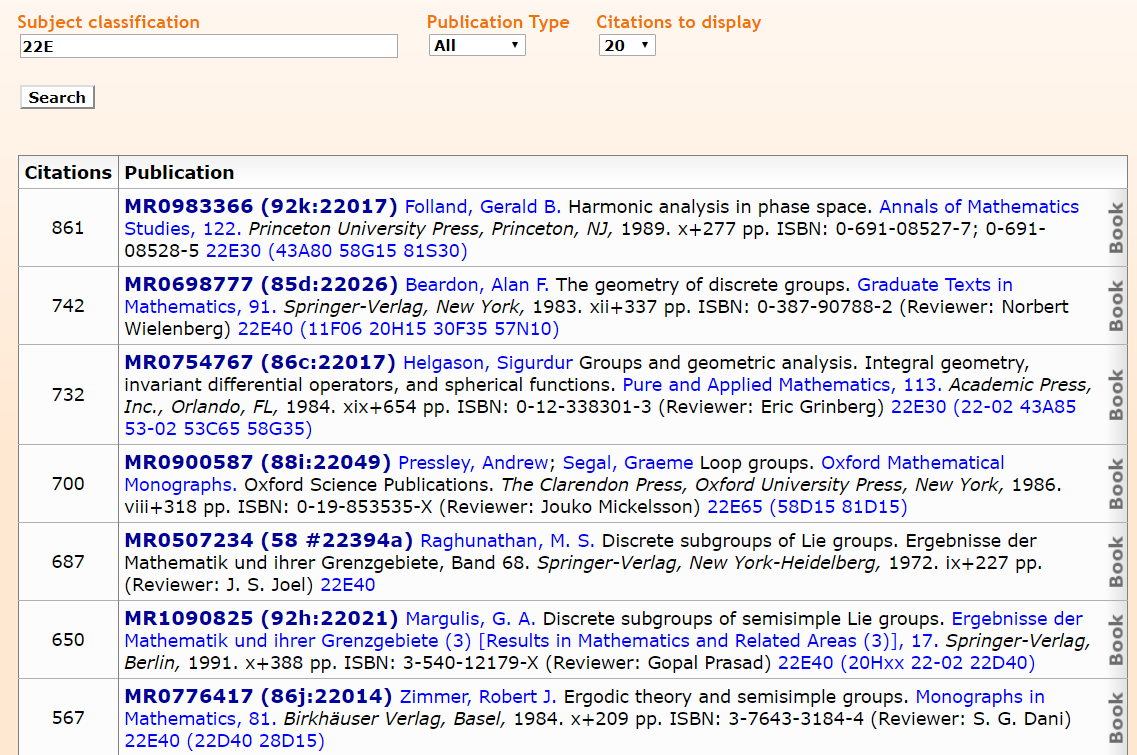 Subject classification Publication Type Citations to display
22E All 20
Search
Citations Publication
MR0983366 (92k:22017) Folland, Gerald B. Harmonic analysis in phase space. Annals of Mathematics
861 Studies, 122. Princeton University Press, Princeton, NJ, 1989. x+277 pp. ISBN: 0-691-08527-7; 0-691- Book
08528-5 22E30 (43A80 58G15 81S30)
MR0698777 (85d:22026) Beardon, Alan F. The geometry of discrete groups. Graduate Texts in
742 Mathematics, 91. Springer-Verlag, New York, 1983. xii+337 pp. ISBN: 0-387-90788-2 (Reviewer: Norbert Book
Wielenberg) 22E40 (11F06 20H15 30F35 57N10)
MR0754767 (86c:22017) Helgason, Sigurdur Groups and geometric analysis. Integral geometry,
invariant differential operators, and spherical functions. Pure and Applied Mathematics, 113. Academic Press,
732 Inc., Orlando, FL, 1984. xix+654 pp. ISBN: 0-12-338301-3 (Reviewer: Eric Grinberg) 22E30 (22-02 43A85 Book
53-02 53C65 58G35)
MR0900587 (88i:22049) Pressley, Andrew; Segal, Graeme Loop groups. Oxford Mathematical
700 Monographs. Oxford Science Publications. The Clarendon Press, Oxford University Press, New York, 1986. Book
viii+318 pp. ISBN: 0-19-853535-X (Reviewer: Jouko Mickelsson) 22E65 (58D15 81D15)
MR0507234 (58 #22394a) Raghunathan, M. S. Discrete subgroups of Lie groups. Ergebnisse der
687 Mathematik und ihrer Grenzgebiete, Band 68. Springer-Verlag, New York-Heidelberg, 1972. ix+227 pp. Book
(Reviewer: J. S. Joel) 22E40
MR1090825 (92h:22021) Margulis, G. A. Discrete subgroups of semisimple Lie groups. Ergebnisse der
650 Mathematik und ihrer Grenzgebiete (3) [Results in Mathematics and Related Areas (3)], 17. Springer-Verlag, Book
Berlin, 1991. x+388 pp. ISBN: 3-540-12179-X (Reviewer: Gopal Prasad) 22E40 (20Hxx 22-02 22D40)
MR0776417 (86j:22014) Zimmer, Robert J. Ergodic theory and semisimple groups. Monographs in
567 Mathematics, 81. Birkhäuser Verlag, Basel, 1984. x+209 pp. ISBN: 3-7643-3184-4 (Reviewer: S. G. Dani) Book
22E40 (22D40 28D15)